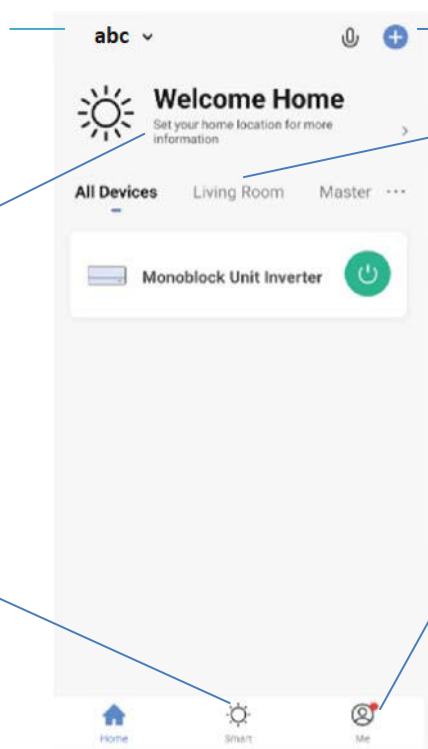 abc
Welcome Home
Set your home location for more
information
All Devices Living Room Master ...
Monoblock Unit Inverter
Home Smart Me